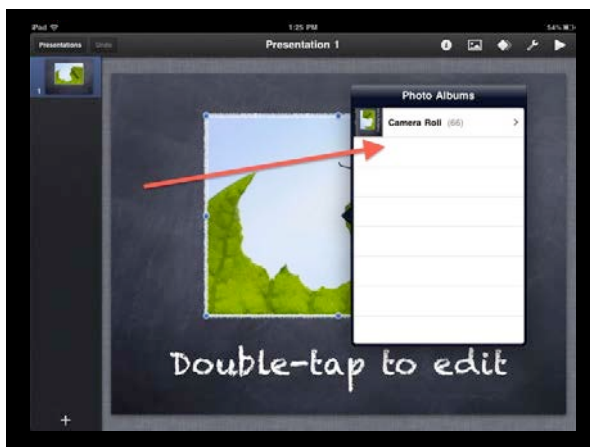 iPad 1:25 PM 54%
Presentations Undo Presentation 1
Photo Albums
1
Camera Roll (66)
Double-tap to edit